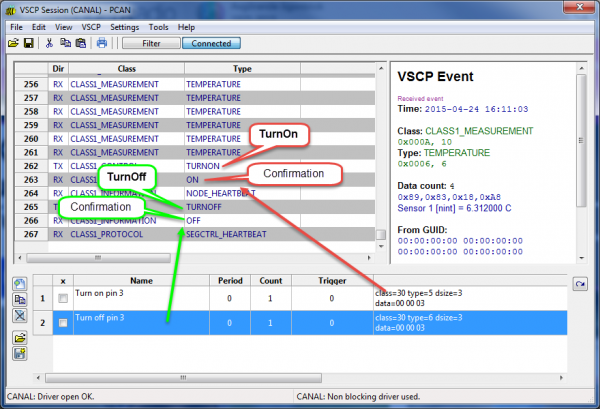 VSCP Session (CANAL) - PCAN
File Edit View VSCP Settings Tools Help
Filter Connected
Dir Class Type
256 RX CLASS1_MEASUREMENT TEMPERATURE
257 RX CLASS1_MEASUREMENT TEMPERATURE
258 RX CLASS1_MEASUREMENT TEMPERATURE
259 RX CLASS1_MEASUREMENT TEMPERATURE
260 RX CLASS1_MEASUREMENT TEMPERATURE
261 RX CLASS1_MEASUREMENT TEMPERATURE
262 TX TURNON
263 RX ON
264 RX NODE_HEARTBEAT
265 TURNOFF
266 RX CLASS1_INFORMATION OFF
267 RX CLASS1_PROTOCOL SEGCTRL_HEARTBEAT
TurnOn
Confirmation
TurnOff
Confirmation
VSCP Event
Received event
Time: 2015-04-24 16:11:03
Class: CLASS1_MEASUREMENT
0x000A, 10
Type: TEMPERATURE
0x0006, 6
Data count: 4
0x89,0x83,0x18,0xA8
Sensor 1 [nint] = 6.312000 C
From GUID:
00:00:00:00:00:00:00:00
00:00:00:00:00:00:00:00
x Name Period Count Trigger
1 Turn on pin 3 0 1 0 class=30 type=5 dsize=3
data=00 00 03
2 Turn off pin 3 0 1 0 class=30 type=6 dsize=3
data=00 00 03
CANAL: Driver open OK. CANAL: Non blocking driver used.